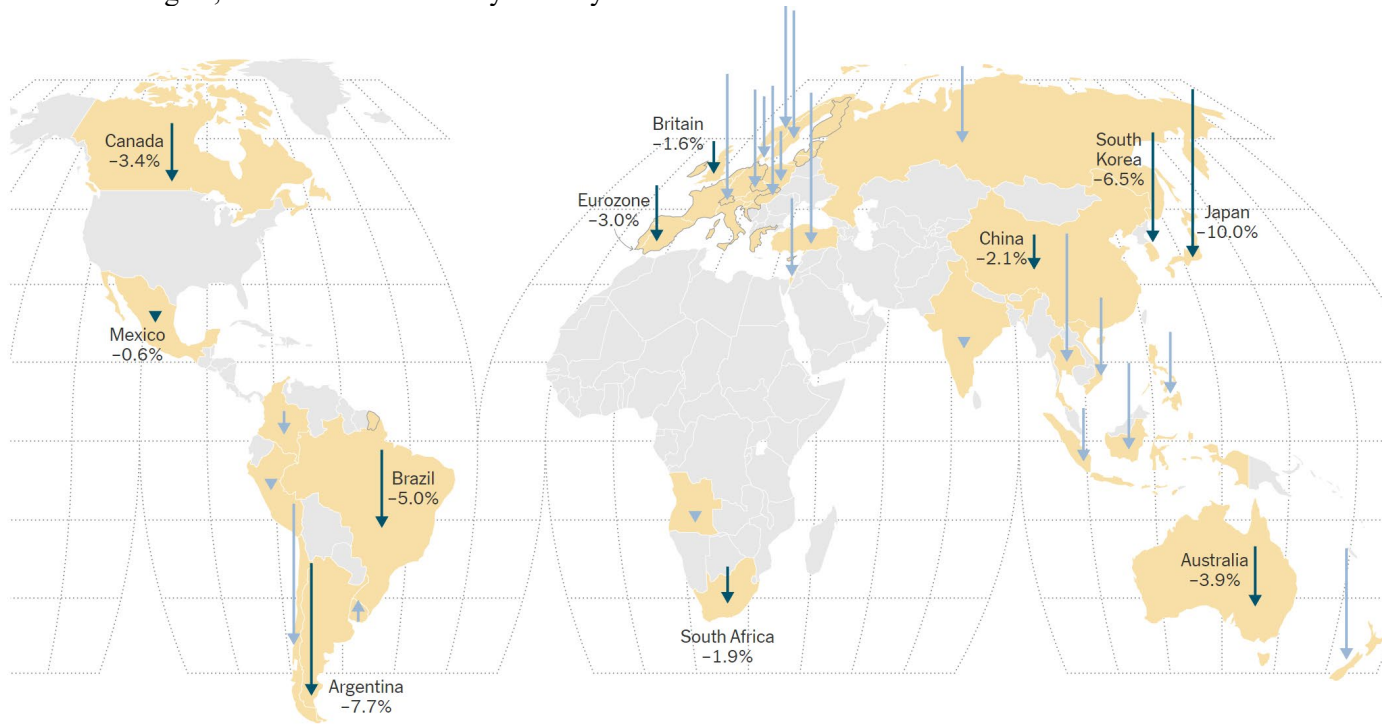 Canada
–3.4%
Mexico
–0.6%
Brazil
–5.0%
Argentina
–7.7%
Britain
–1.6%
Eurozone
–3.0%
South Africa
–1.9%
China
–2.1%
South
Korea
–6.5%
Japan
–10.0%
Australia
–3.9%